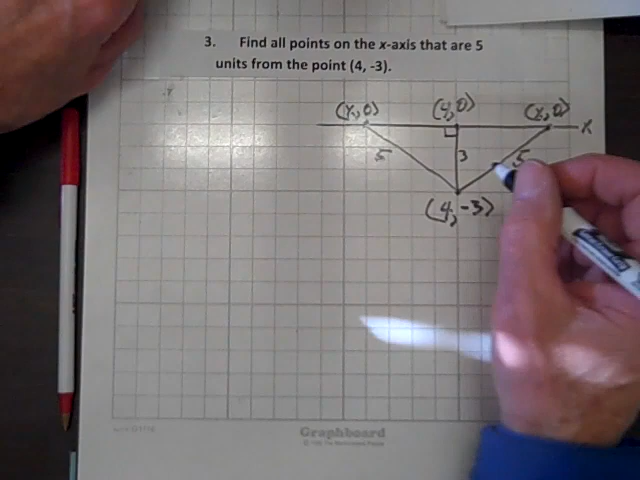 3. Find all points on the x-axis that are 5
units from the point (4, -3).
(x,0) (4,0) (x,0)
x
5 3 5
(4,-3)
Graphboard